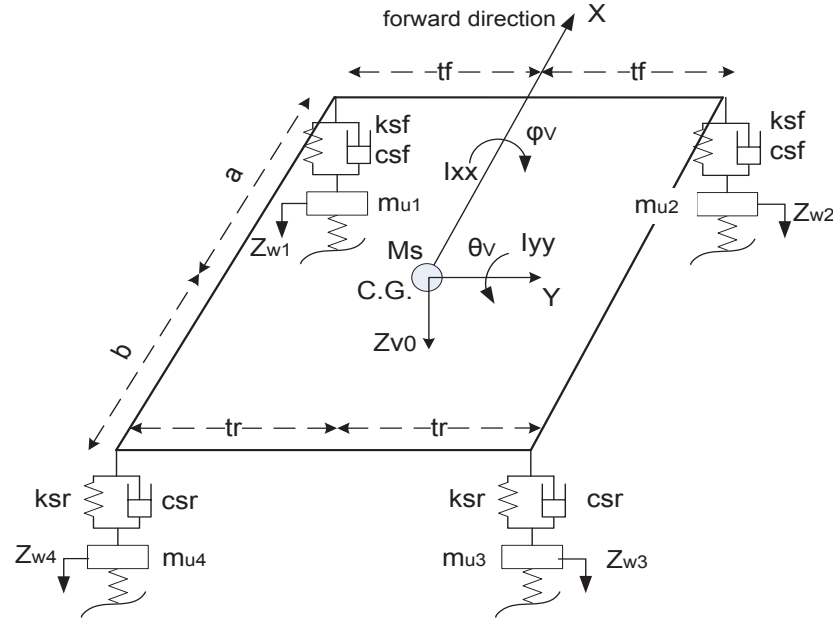 forward direction
X
tf
tf
ksf
csf
ksf
csf
φv
Ixx
a
mu1
mu2
Zw1
Zw2
Ms
θv
Iyy
C.G.
Y
Zv0
b
tr
tr
ksr
csr
ksr
csr
Zw4
mu4
mu3
Zw3